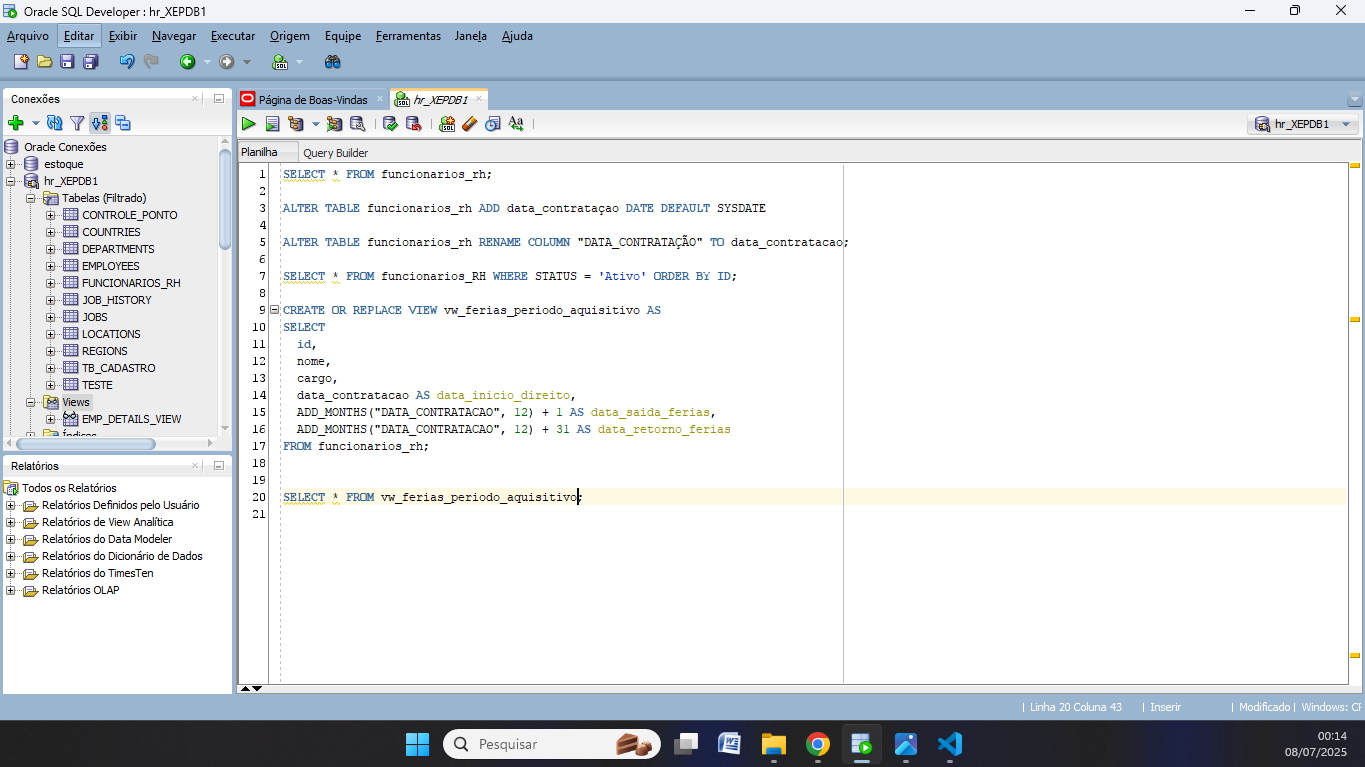 Oracle SQL Developer : hr_XEPDB1
Arquivo Editar Exibir Navegar Executar Origem Equipe Ferramentas Janela Ajuda
Conexões
Oracle Conexões
estoque
hr_XEPDB1
Tabelas (Filtrado)
CONTROLE_PONTO
COUNTRIES
DEPARTMENTS
EMPLOYEES
FUNCIONARIOS_RH
JOB_HISTORY
JOBS
LOCATIONS
REGIONS
TB_CADASTRO
TESTE
Views
EMP_DETAILS_VIEW
Índices
Relatórios
Todos os Relatórios
Relatórios Definidos pelo Usuário
Relatórios de View Analítica
Relatórios do Data Modeler
Relatórios do Dicionário de Dados
Relatórios do TimesTen
Relatórios OLAP
Página de Boas-Vindas hr_XEPDB1
hr_XEPDB1
Planilha Query Builder
1 SELECT * FROM funcionarios_rh;
2
3 ALTER TABLE funcionarios_rh ADD data_contrataçao DATE DEFAULT SYSDATE
4
5 ALTER TABLE funcionarios_rh RENAME COLUMN "DATA_CONTRATAÇÃO" TO data_contratacao;
6
7 SELECT * FROM funcionarios_RH WHERE STATUS = 'Ativo' ORDER BY ID;
8
9 CREATE OR REPLACE VIEW vw_ferias_periodo_aquisitivo AS
10 SELECT
11 id,
12 nome,
13 cargo,
14 data_contratacao AS data_inicio_direito,
15 ADD_MONTHS("DATA_CONTRATACAO", 12) + 1 AS data_saida_ferias,
16 ADD_MONTHS("DATA_CONTRATACAO", 12) + 31 AS data_retorno_ferias
17 FROM funcionarios_rh;
18
19
20 SELECT * FROM vw_ferias_periodo_aquisitivo;
21
Linha 20 Coluna 43 Inserir Modificado Windows: CF
Pesquisar
00:14
08/07/2025